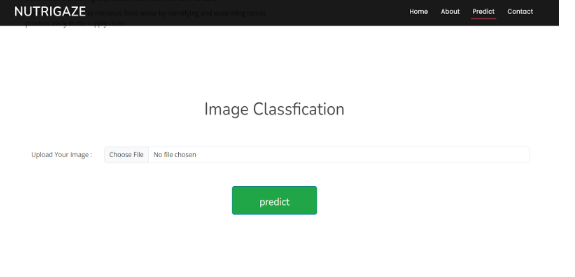 NUTRIGAZE
Home About Predict Contact
Image Classfication
Upload Your Image : Choose File No file chosen
predict